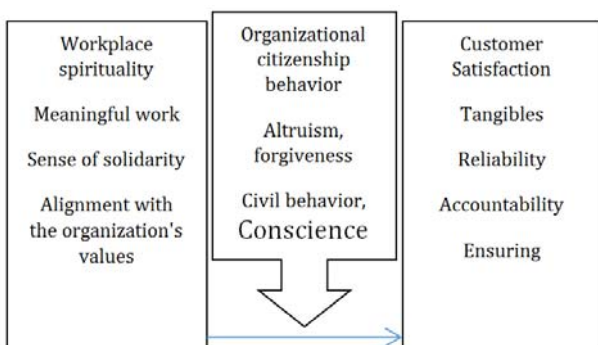 Workplace
spirituality
Meaningful work
Sense of solidarity
Alignment with
the organization's
values
Organizational
citizenship
behavior
Altruism,
forgiveness
Civil behavior,
Conscience
Customer
Satisfaction
Tangibles
Reliability
Accountability
Ensuring